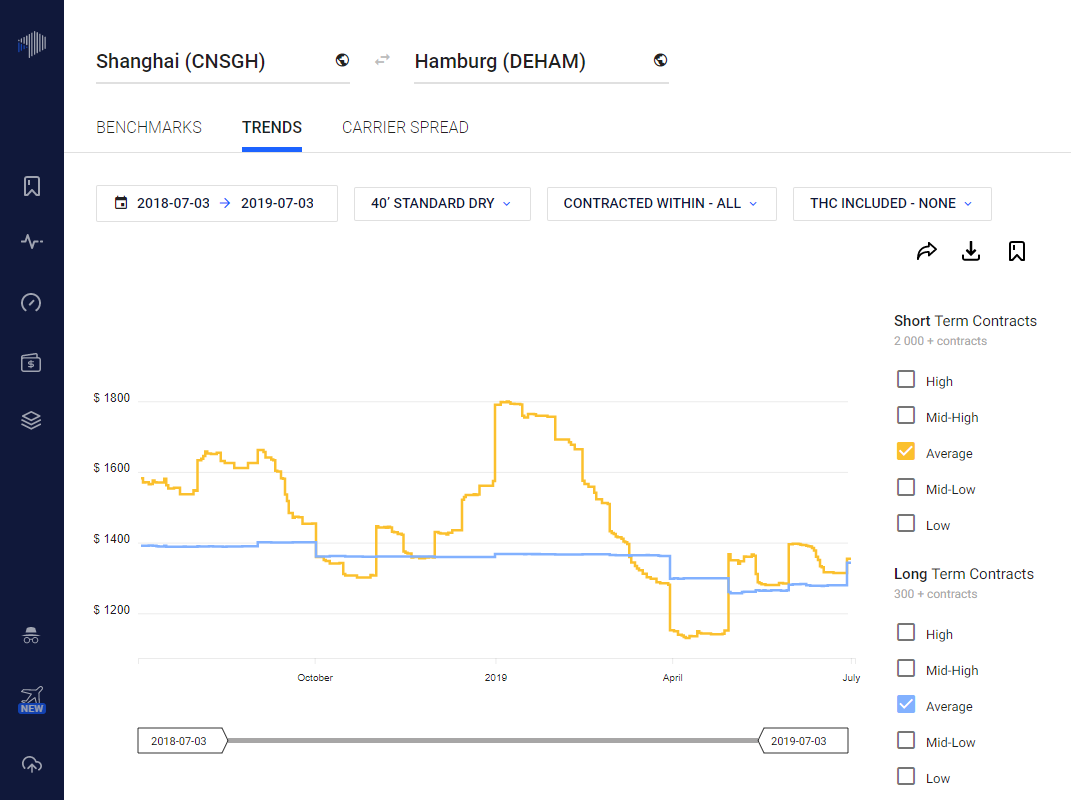 Shanghai (CNSGH)
Hamburg (DEHAM)
BENCHMARKS
TRENDS
CARRIER SPREAD
2018-07-03 → 2019-07-03
40’ STANDARD DRY
CONTRACTED WITHIN - ALL
THC INCLUDED - NONE
Short Term Contracts
2 000 + contracts
High
Mid-High
Average
Mid-Low
Low
Long Term Contracts
300 + contracts
High
Mid-High
Average
Mid-Low
Low
$ 1800
$ 1600
$ 1400
$ 1200
October
2019
April
July
2018-07-03
2019-07-03
$
NEW